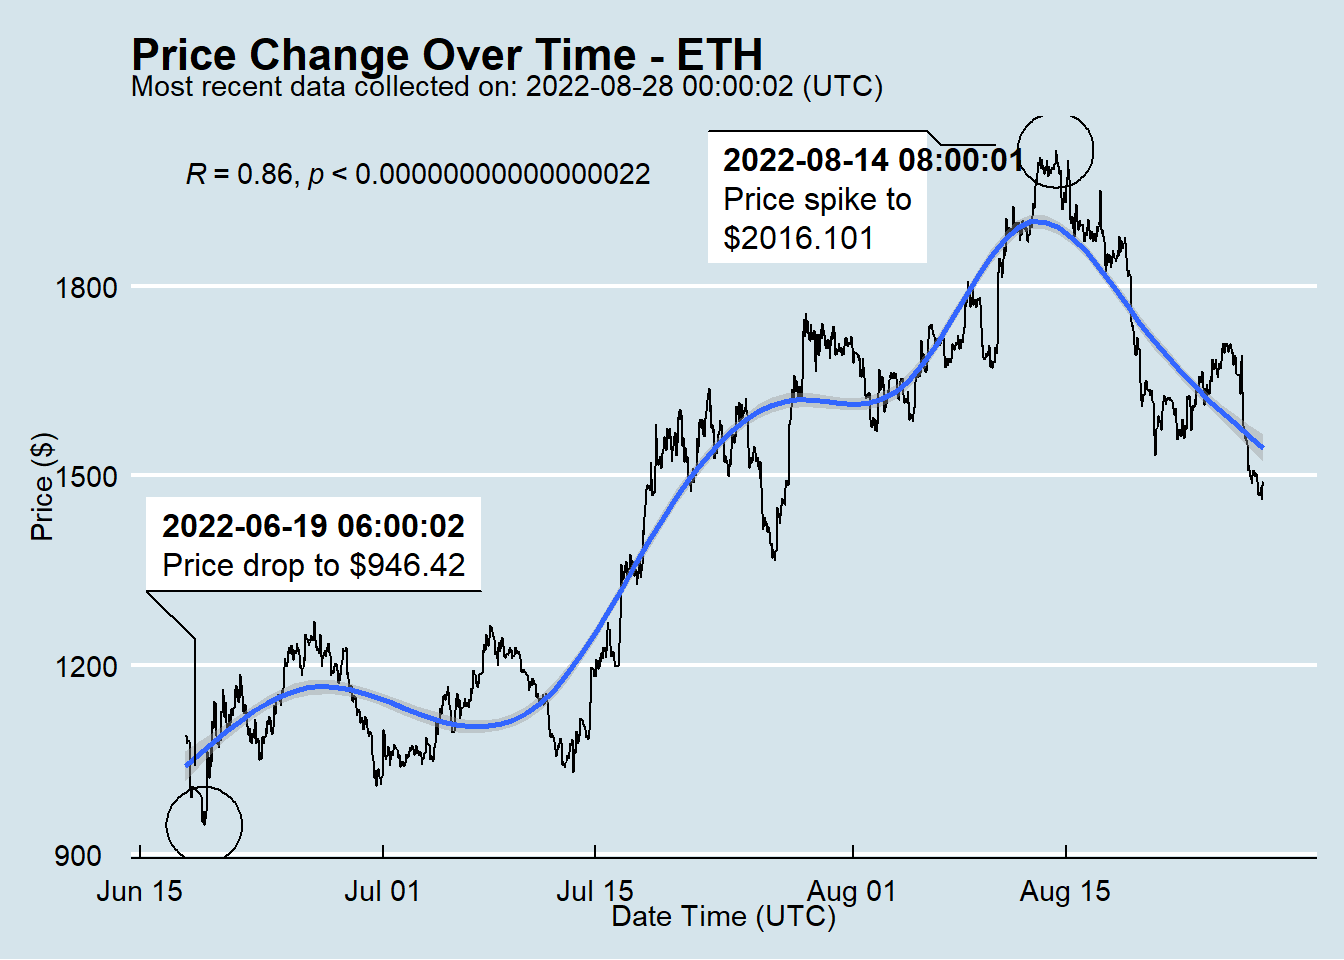 Price Change Over Time - ETH
Most recent data collected on: 2022-08-28 00:00:02 (UTC)
R = 0.86, p < 0.00000000000000022
2022-08-14 08:00:01
Price spike to
$2016.101
1800
1500
1200
900
Price ($)
2022-06-19 06:00:02
Price drop to $946.42
Jun 15
Jul 01
Jul 15
Aug 01
Aug 15
Date Time (UTC)